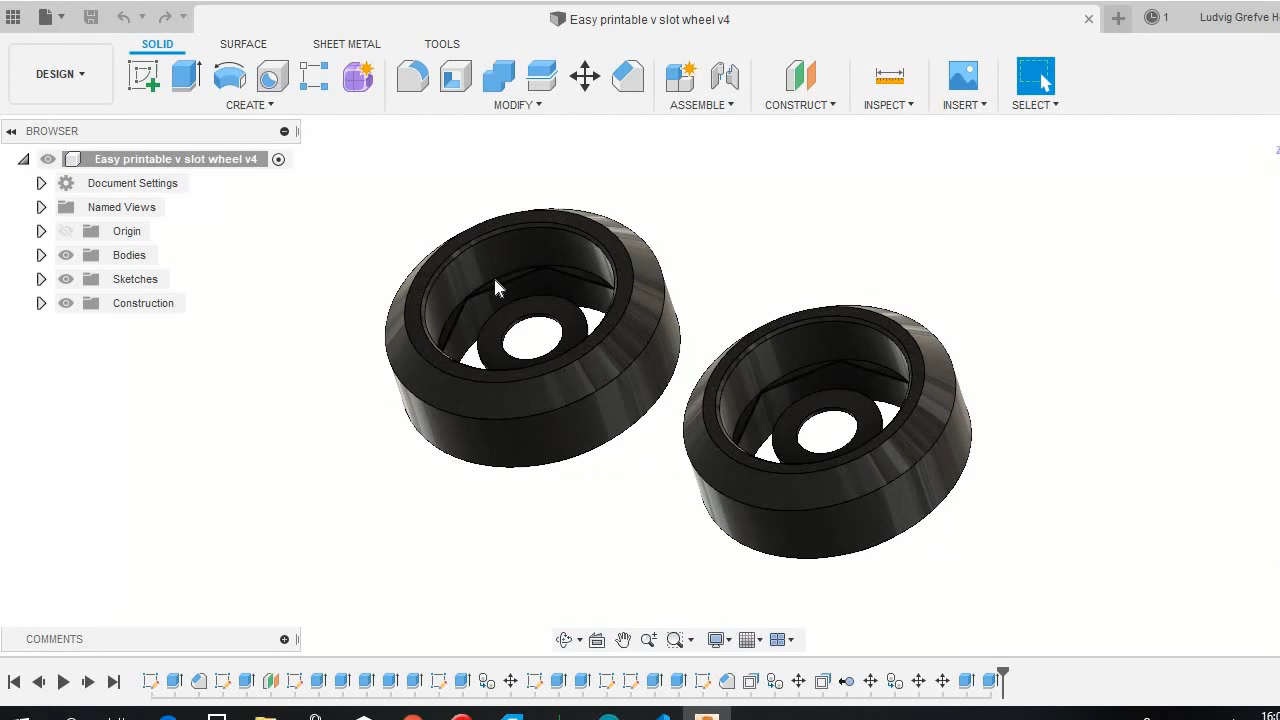 Easy printable v slot wheel v4
1
Ludvig Grefve H
SOLID
SURFACE
SHEET METAL
TOOLS
DESIGN
CREATE
MODIFY
ASSEMBLE
CONSTRUCT
INSPECT
INSERT
SELECT
BROWSER
Easy printable v slot wheel v4
Document Settings
Named Views
Origin
Bodies
Sketches
Construction
Z
COMMENTS